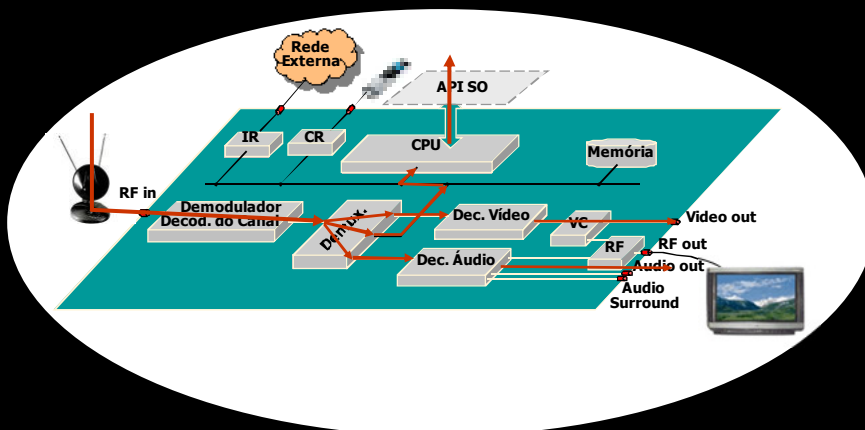 Rede
Externa
API SO
IR
CR
CPU
Memória
RF in
Demodulador
Decod. do Canal
Demux.
Dec. Vídeo
VC
Video out
RF
RF out
Dec. Áudio
Audio out
Audio
Surround